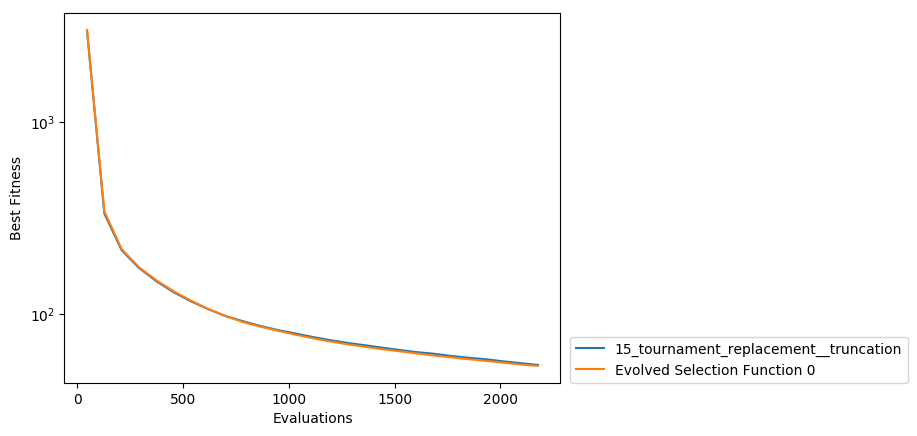 10³
10²
Best Fitness
0
500
1000
1500
2000
Evaluations
15_tournament_replacement__truncation
Evolved Selection Function 0